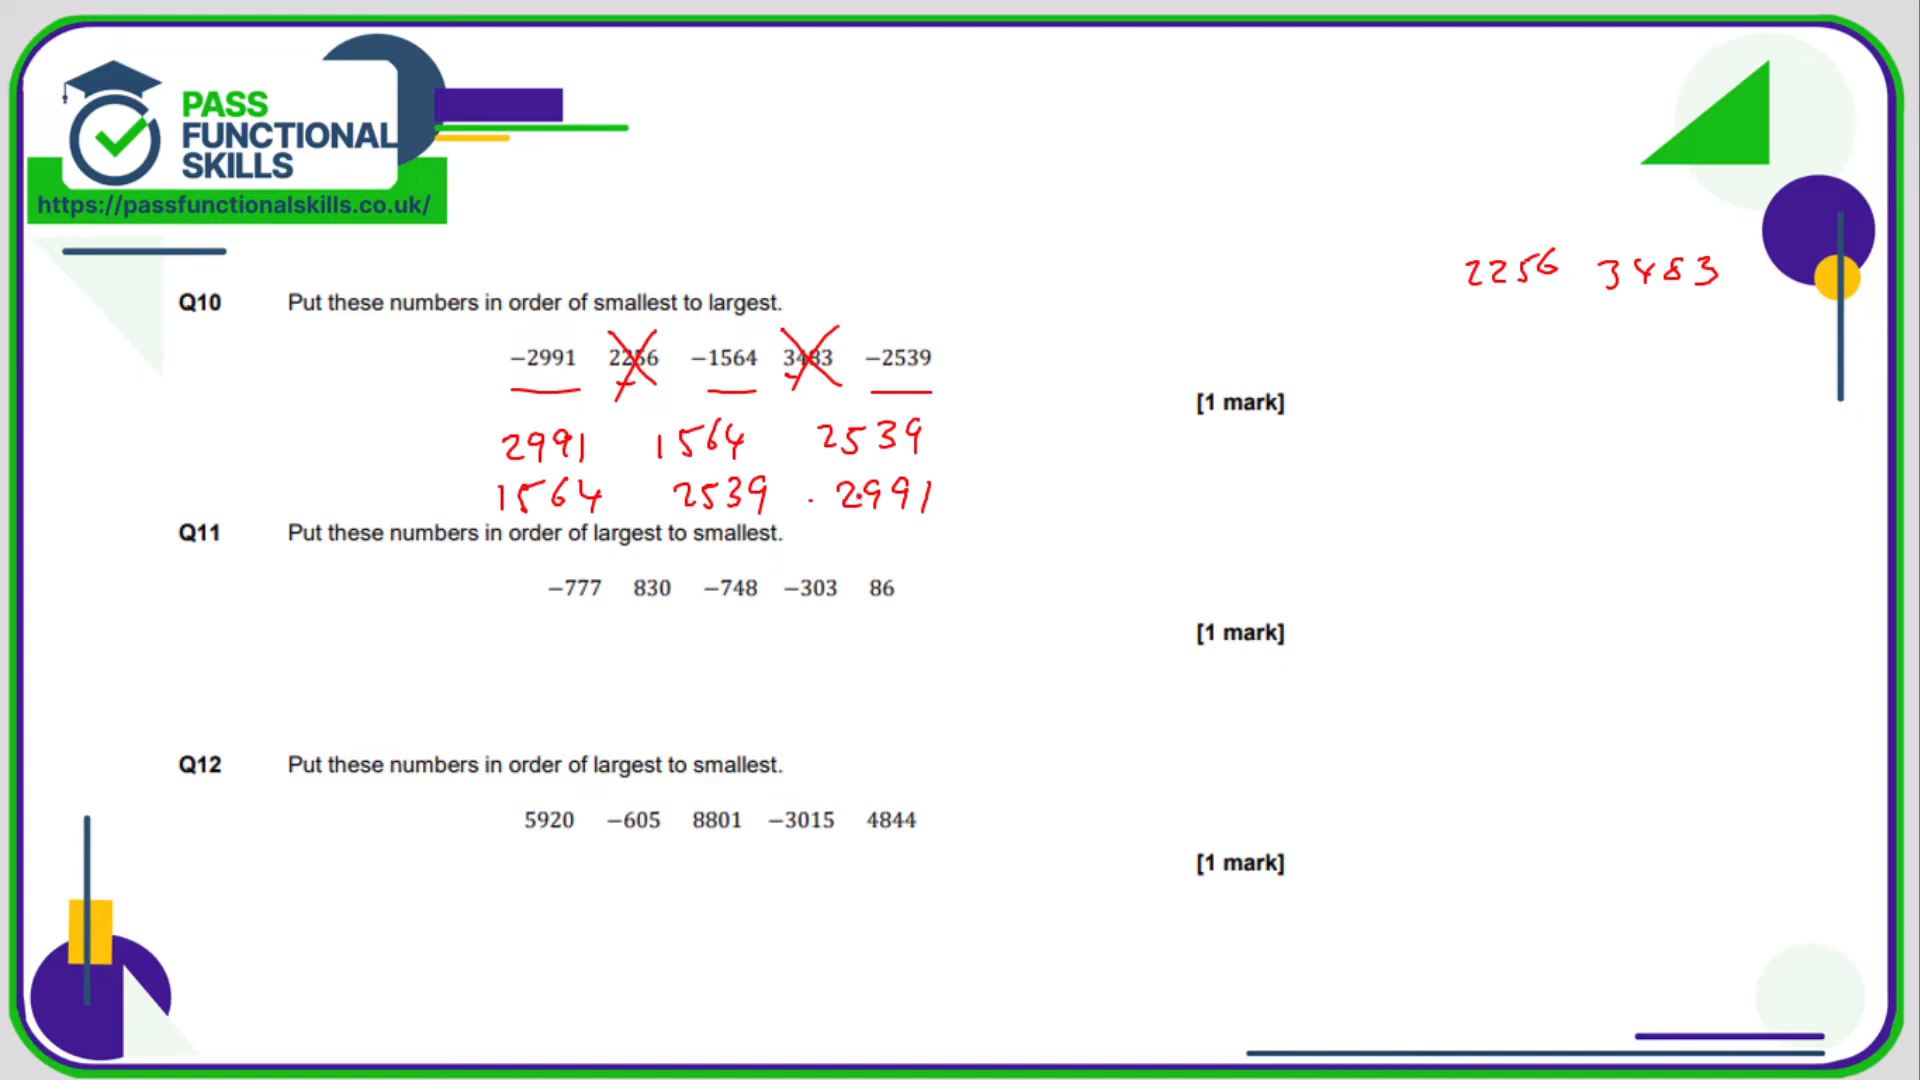 PASS
FUNCTIONAL
SKILLS
https://passfunctionalskills.co.uk/
2256 3483
Q10 Put these numbers in order of smallest to largest.
−2991 2256 −1564 3483 −2539
[1 mark]
2991 1564 2539
1564 2539 2991
Q11 Put these numbers in order of largest to smallest.
−777 830 −748 −303 86
[1 mark]
Q12 Put these numbers in order of largest to smallest.
5920 −605 8801 −3015 4844
[1 mark]